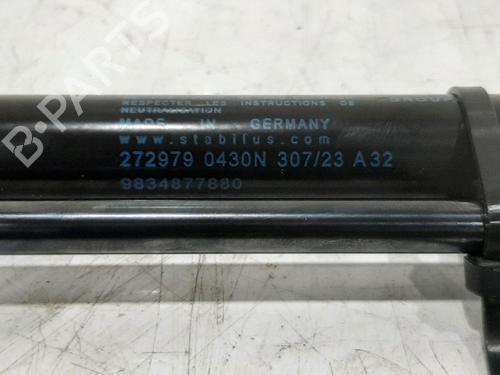 RESPECTER LES INSTRUCTIONS DE
NEUTRALISATION
MADE IN GERMANY
www.stabilus.com
272979 0430N 307/23 A32
9834877880
B-PARTS